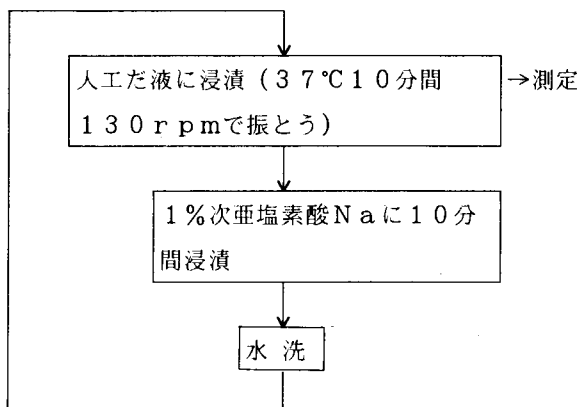 人工だ液に浸漬（３７℃１０分間
１３０ｒｐｍで振とう）
→測定
１％次亜塩素酸Ｎａに１０分
間浸漬
水 洗